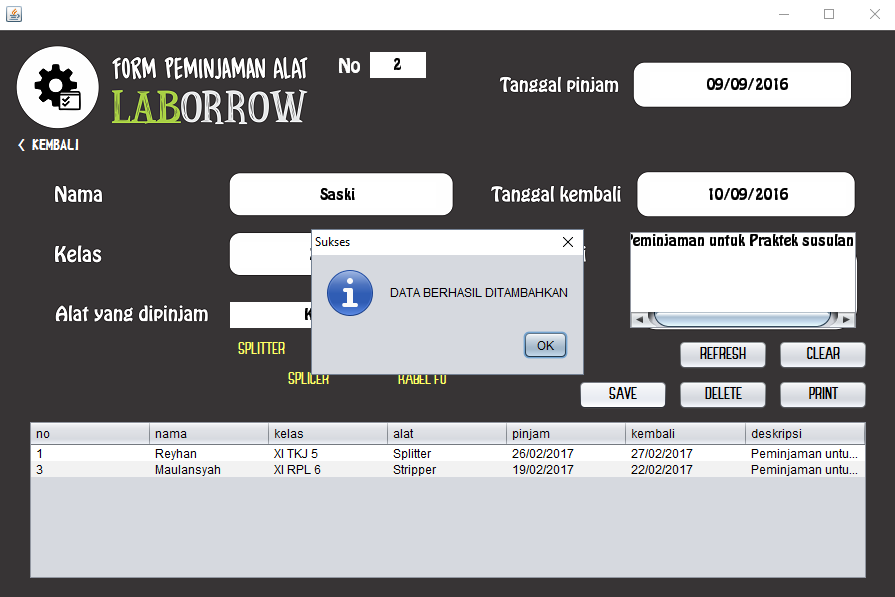 FORM PEMINJAMAN ALAT
LABORROW
No 2
Tanggal pinjam 09/09/2016
< KEMBALI
Nama Saski
Tanggal kembali 10/09/2016
Kelas
Peminjaman untuk Praktek susulan
Sukses
DATA BERHASIL DITAMBAHKAN
OK
Alat yang dipinjam
SPLITTER
SPLICER KABEL FO
REFRESH CLEAR
SAVE DELETE PRINT
no nama kelas alat pinjam kembali deskripsi
1 Reyhan XI TKJ 5 Splitter 26/02/2017 27/02/2017 Peminjaman untu...
3 Maulansyah XI RPL 6 Stripper 19/02/2017 22/02/2017 Peminjaman untu...